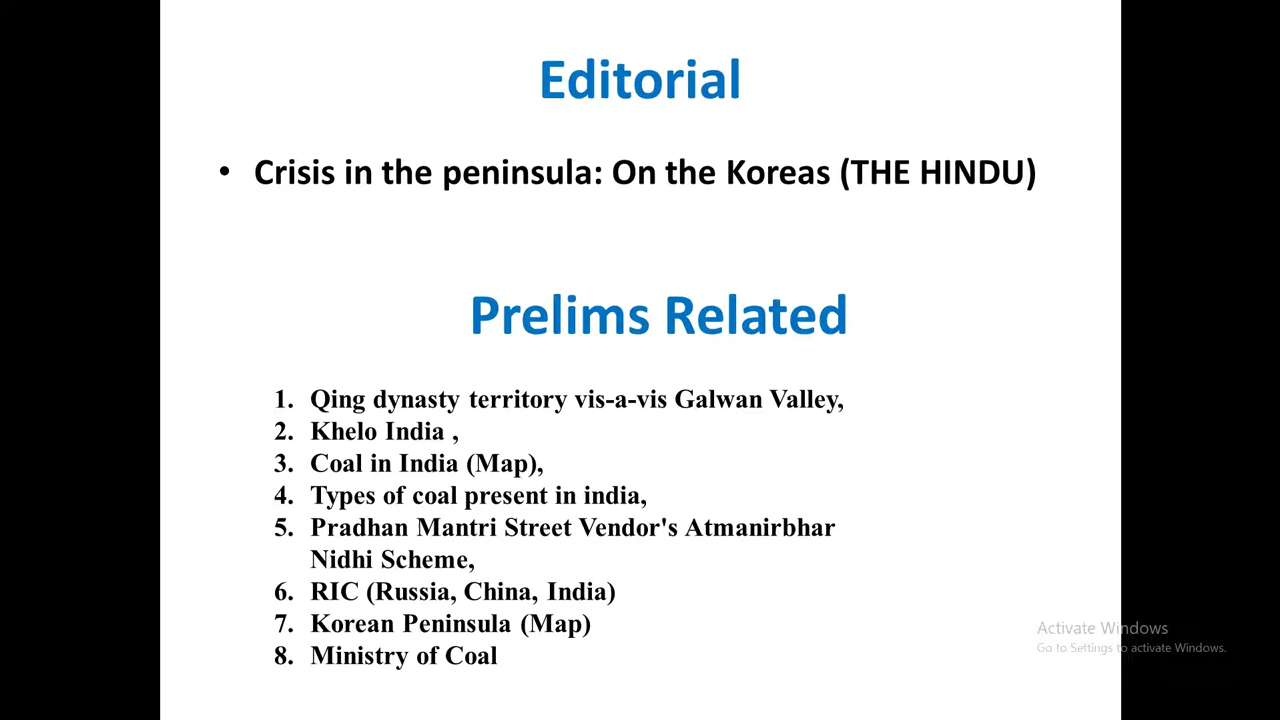 Editorial
• Crisis in the peninsula: On the Koreas (THE HINDU)
Prelims Related
1. Qing dynasty territory vis-a-vis Galwan Valley,
2. Khelo India ,
3. Coal in India (Map),
4. Types of coal present in india,
5. Pradhan Mantri Street Vendor's Atmanirbhar
Nidhi Scheme,
6. RIC (Russia, China, India)
7. Korean Peninsula (Map)
8. Ministry of Coal
Activate Windows
Go to Settings to activate Windows.